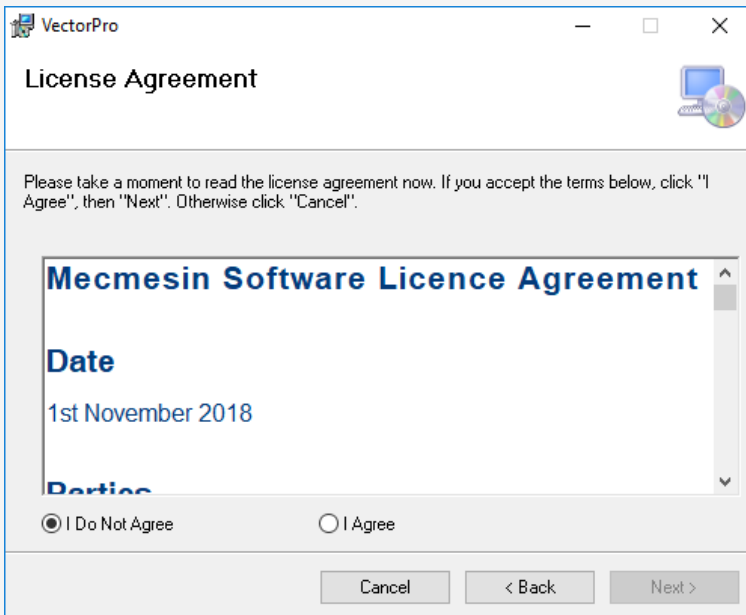 VectorPro
License Agreement
Please take a moment to read the license agreement now. If you accept the terms below, click "I
Agree", then "Next". Otherwise click "Cancel".
Mecmesin Software Licence Agreement
Date
1st November 2018
Parties
I Do Not Agree
I Agree
Cancel
< Back
Next >